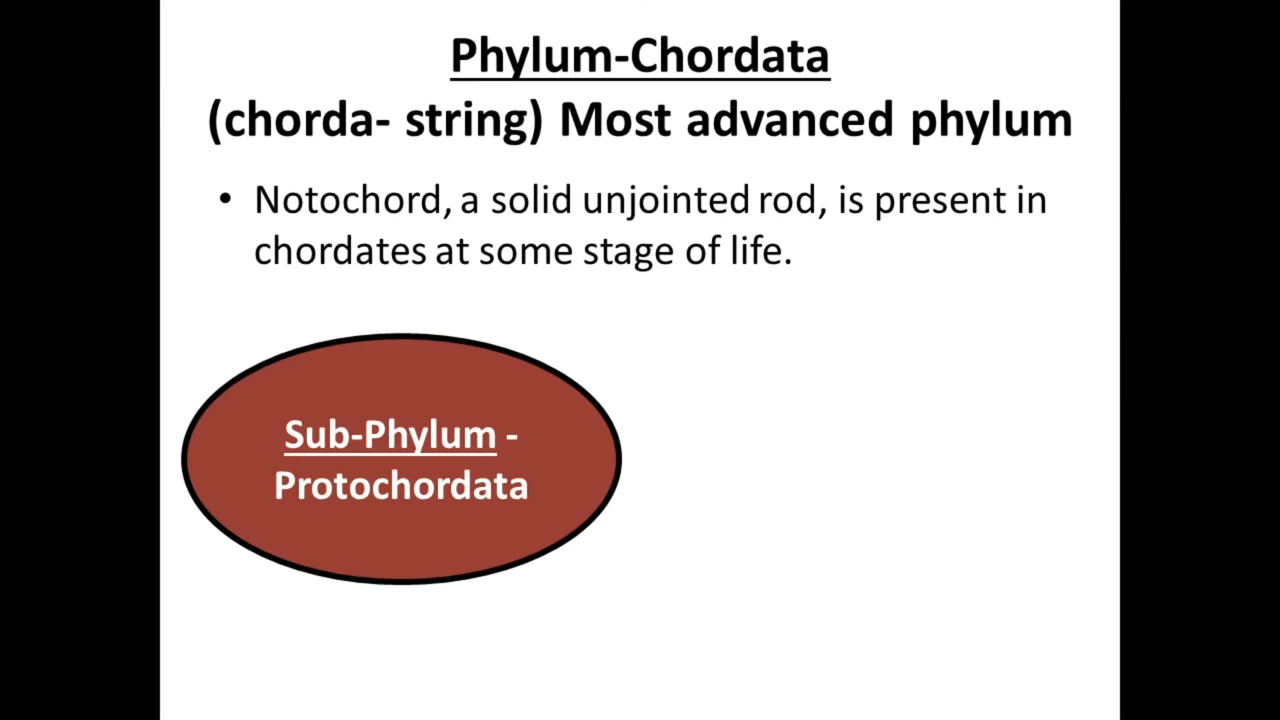 Phylum-Chordata
(chorda- string) Most advanced phylum
• Notochord, a solid unjointed rod, is present in
chordates at some stage of life.
Sub-Phylum -
Protochordata